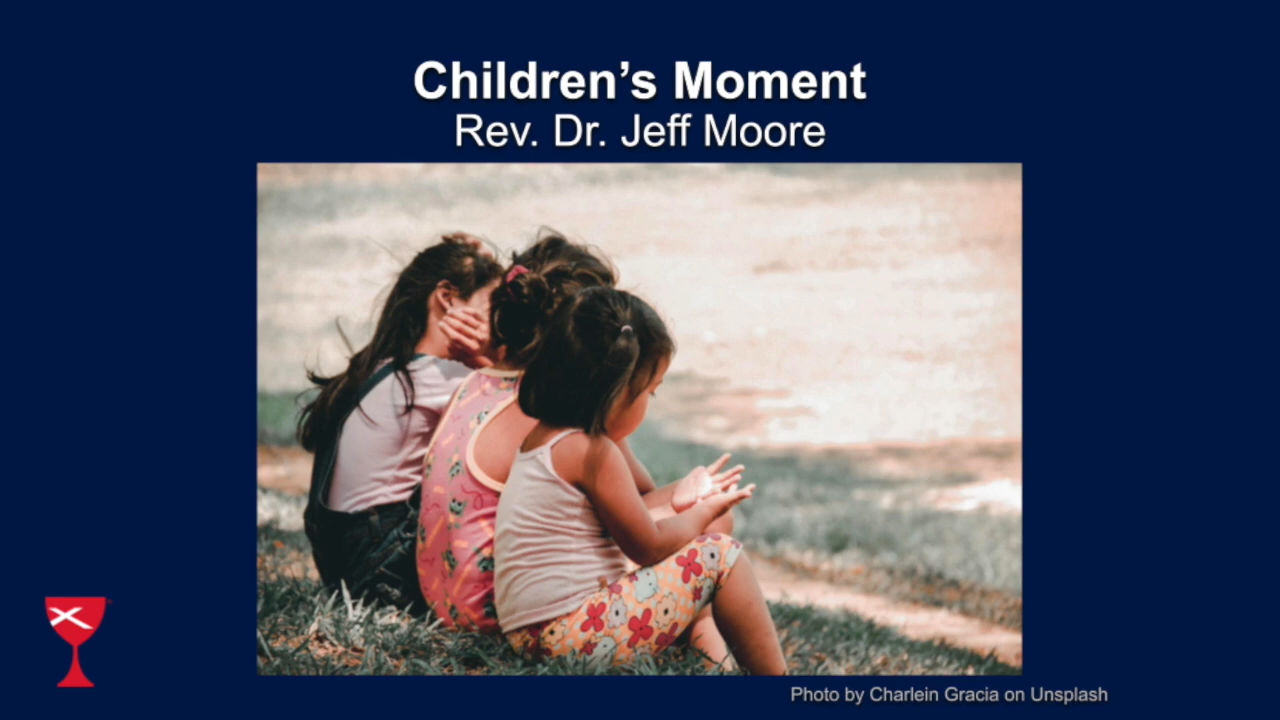 Children’s Moment
Rev. Dr. Jeff Moore
Photo by Charlein Gracia on Unsplash